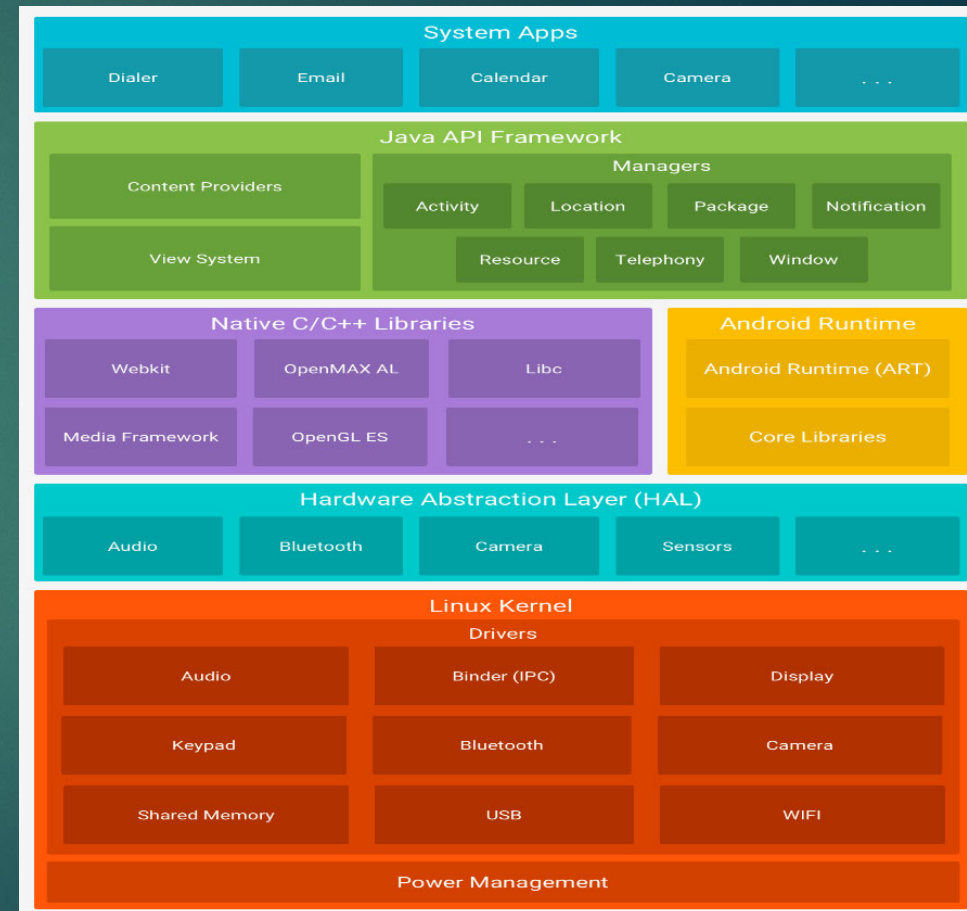 System Apps
Dialer Email Calendar Camera . . .
Java API Framework
Content Providers
View System
Managers
Activity Location Package Notification
Resource Telephony Window
Native C/C++ Libraries
Webkit OpenMAX AL Libc
Media Framework OpenGL ES . . .
Android Runtime
Android Runtime (ART)
Core Libraries
Hardware Abstraction Layer (HAL)
Audio Bluetooth Camera Sensors . . .
Linux Kernel
Drivers
Audio Binder (IPC) Display
Keypad Bluetooth Camera
Shared Memory USB WIFI
Power Management